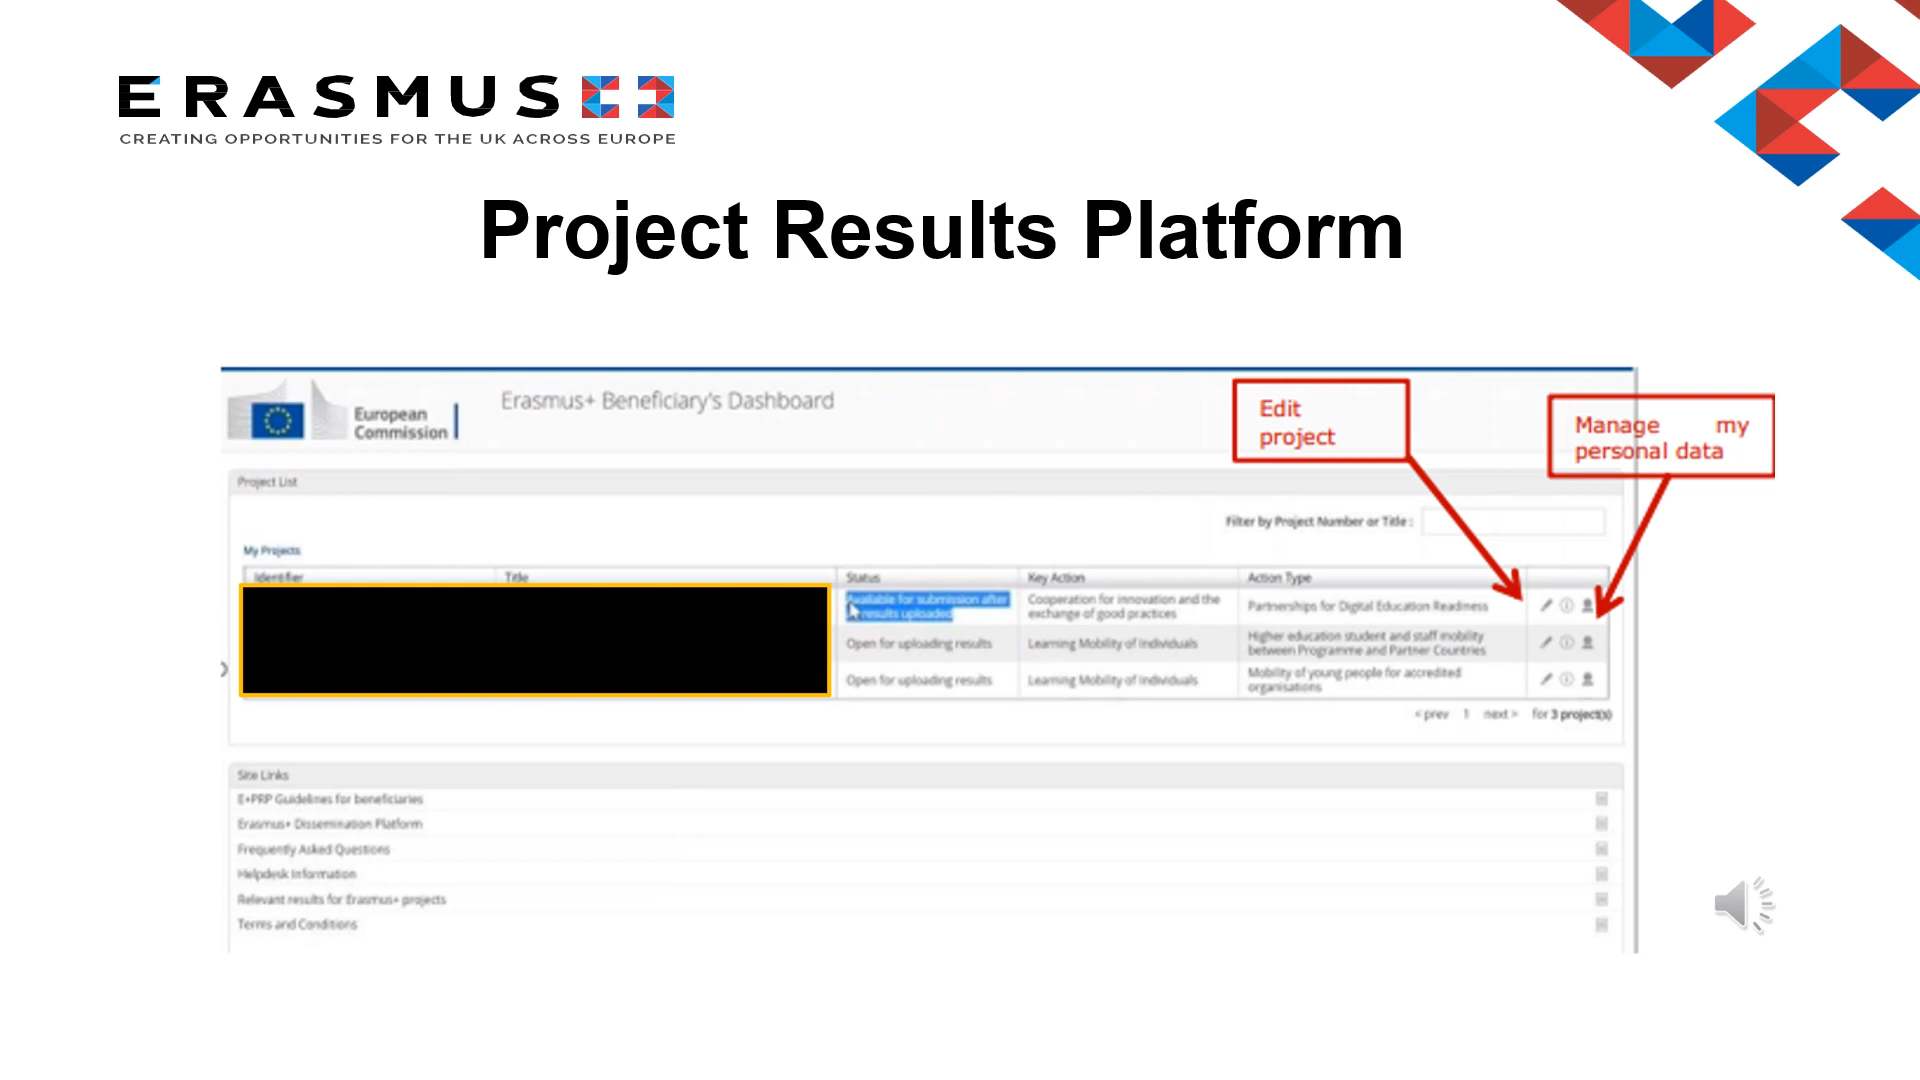 ERASMUS+
CREATING OPPORTUNITIES FOR THE UK ACROSS EUROPE
Project Results Platform
European
Commission
Erasmus+ Beneficiary's Dashboard
Edit
project
Manage my
personal data
Project List
Filter by Project Number or Title :
My Projects
Identifier Title Status Key Action Action Type
Available for submission after
results uploaded
Cooperation for innovation and the
exchange of good practices
Partnerships for Digital Education Readiness
Open for uploading results
Learning Mobility of Individuals
Higher education student and staff mobility
between Programme and Partner Countries
Open for uploading results
Learning Mobility of Individuals
Mobility of young people for accredited
organisations
< prev 1 next > for 3 project(s)
Site Links
E+PRP Guidelines for beneficiaries
Erasmus+ Dissemination Platform
Frequently Asked Questions
Helpdesk Information
Relevant results for Erasmus+ projects
Terms and Conditions